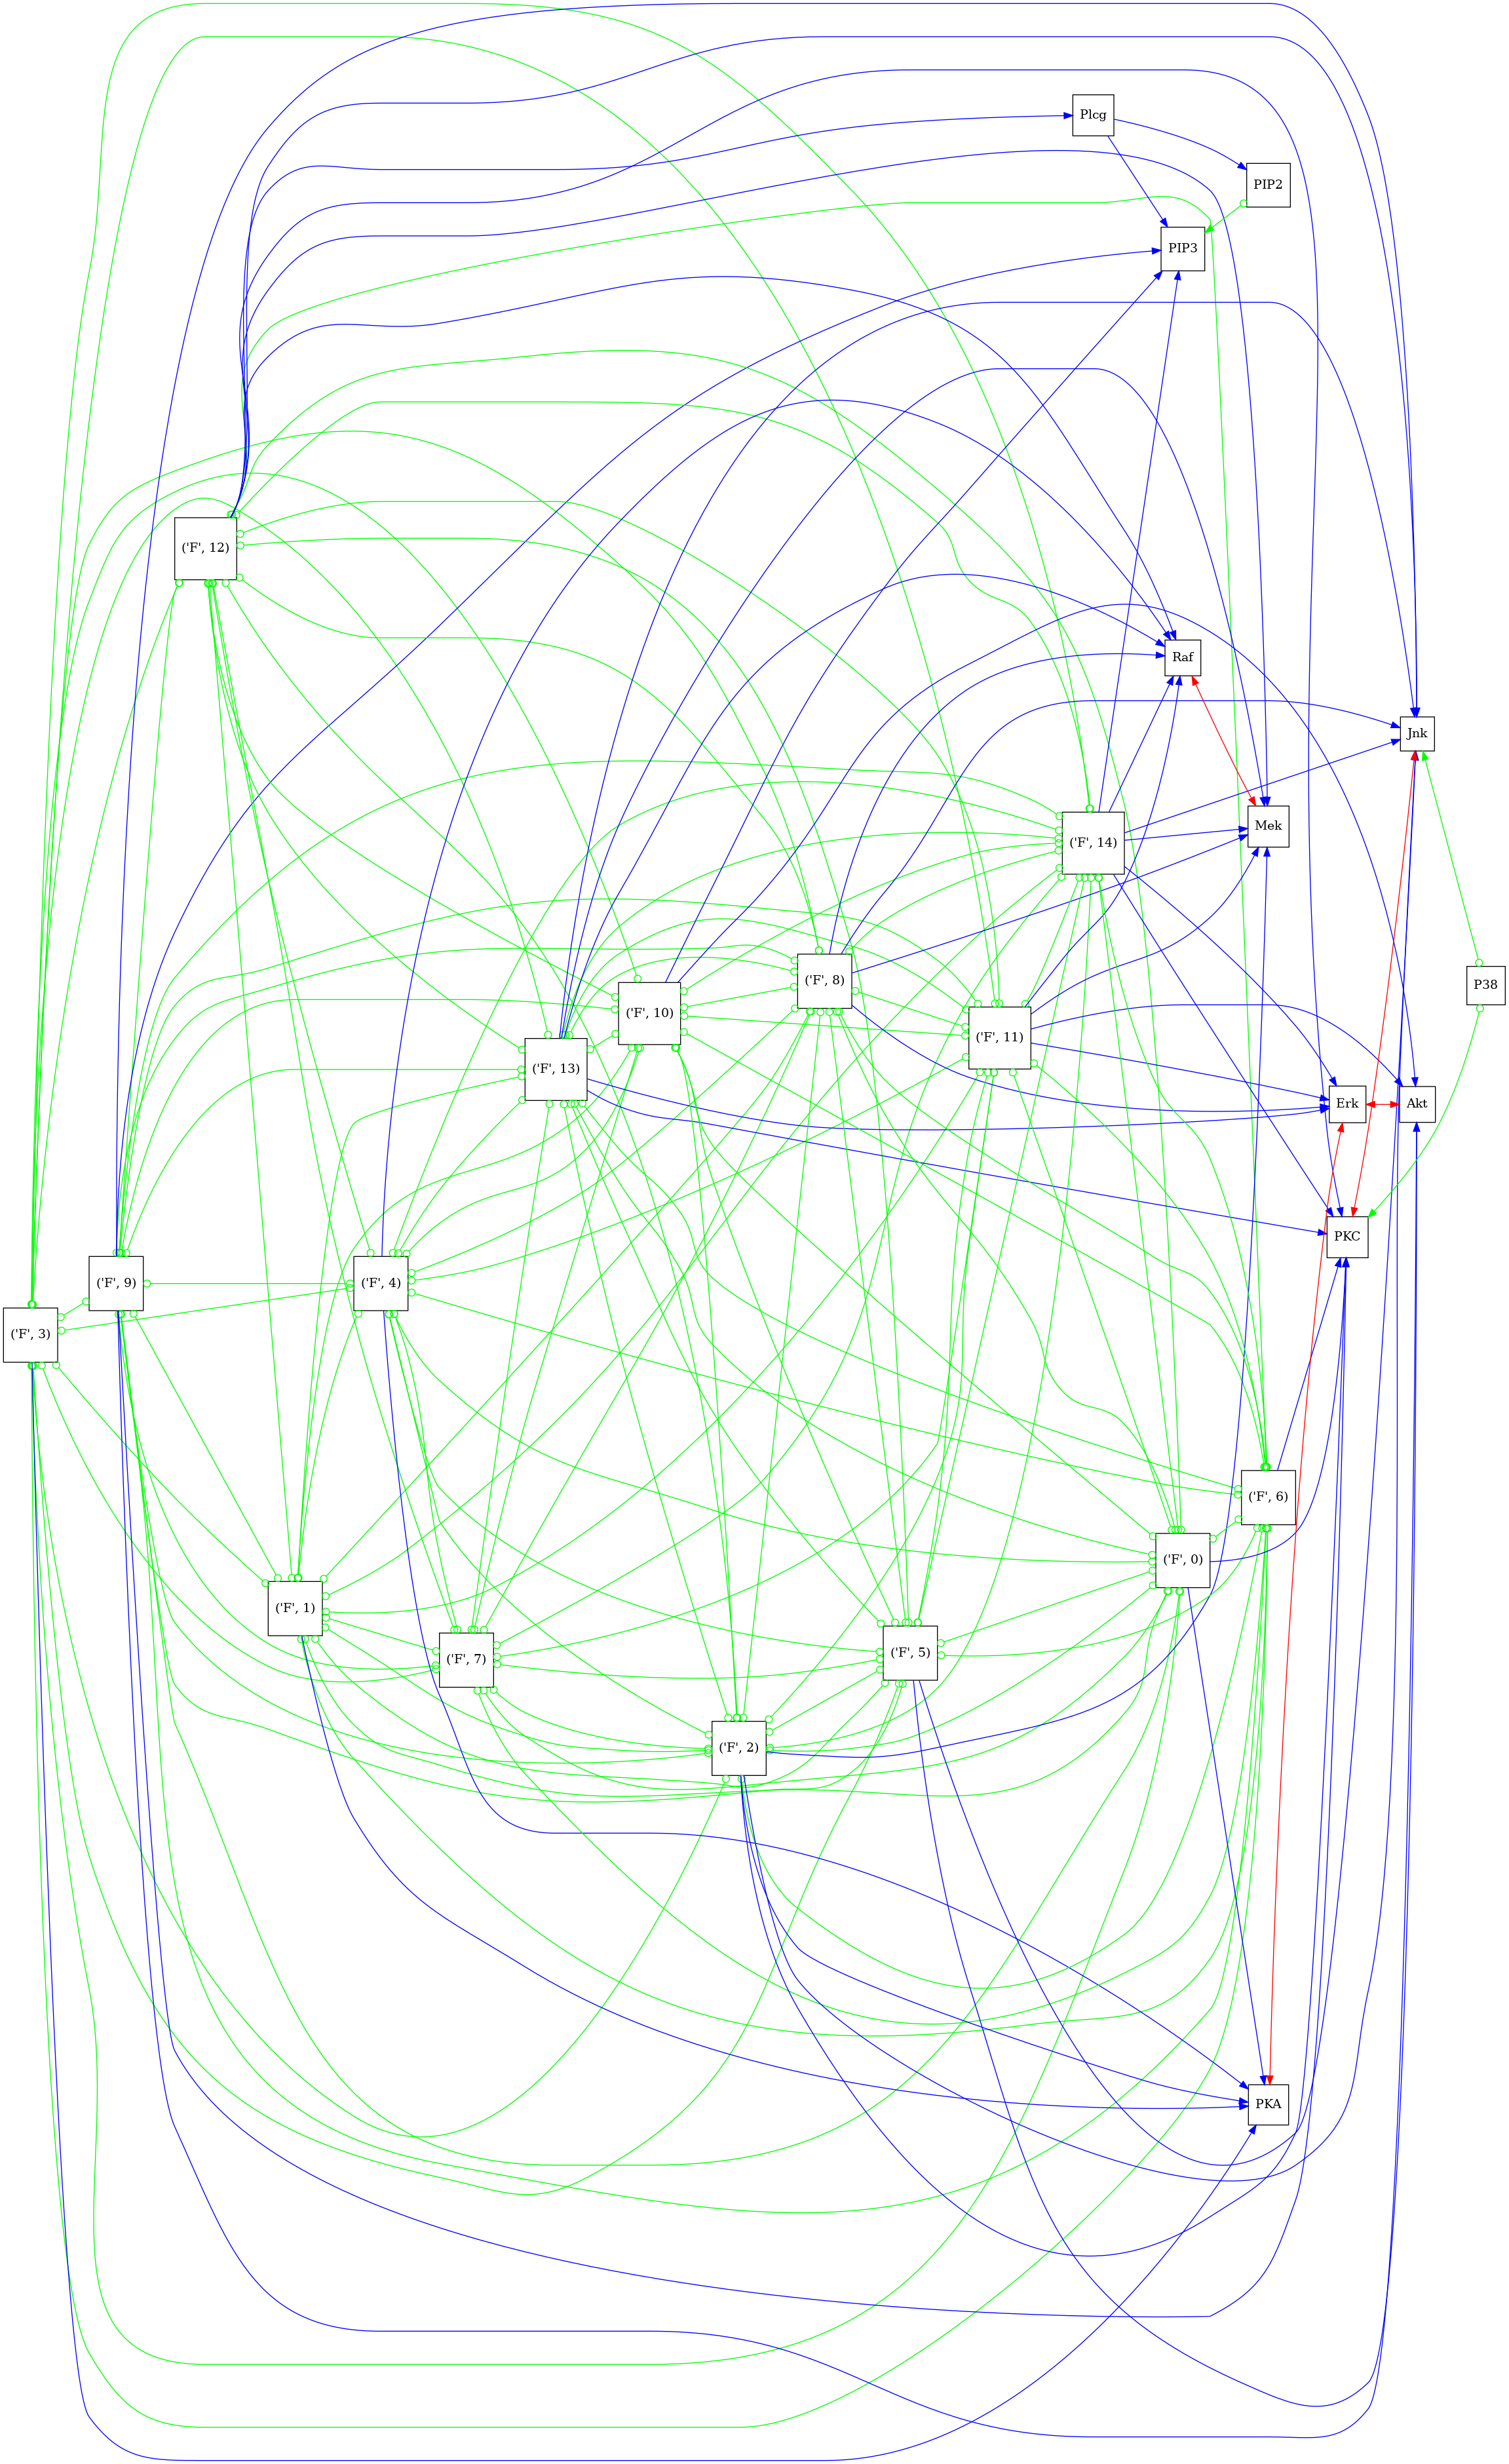 Plcg
PIP2
PIP3
('F', 12)
Raf
Jnk
Mek
('F', 14)
('F', 8)
P38
('F', 10)
('F', 11)
('F', 13)
Erk
Akt
PKC
('F', 9)
('F', 4)
('F', 3)
('F', 6)
('F', 0)
('F', 1)
('F', 5)
('F', 7)
('F', 2)
PKA